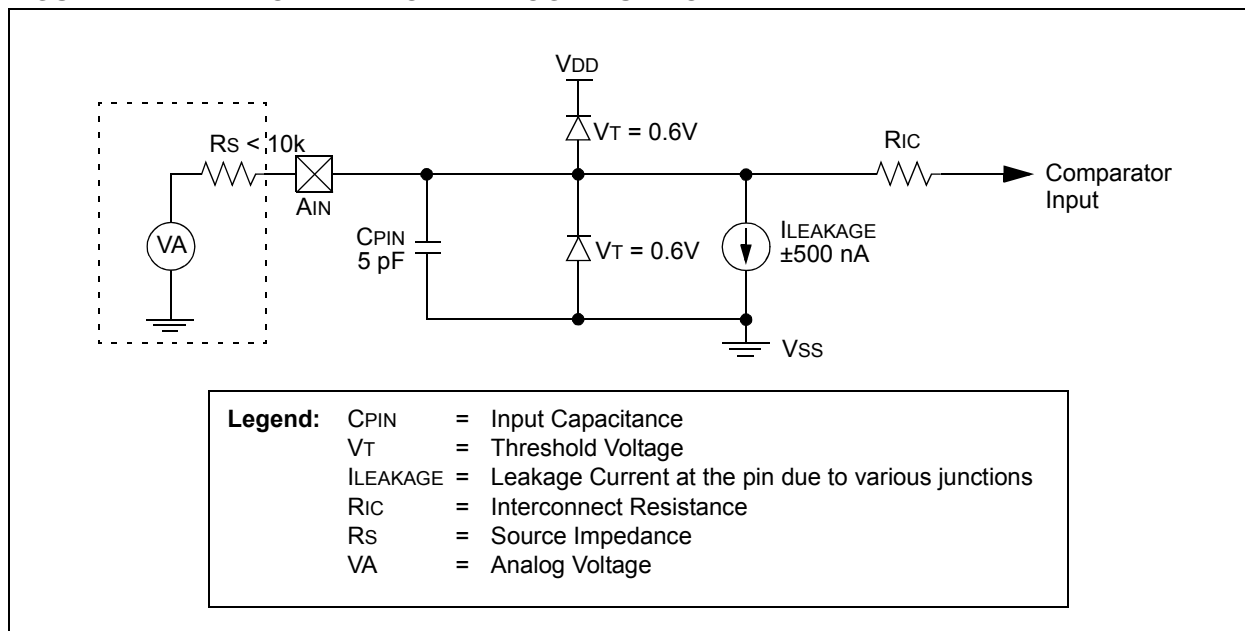 VDD
VT = 0.6V
RS < 10k
RIC
AIN
Comparator
Input
VA
CPIN
5 pF
VT = 0.6V
ILEAKAGE
±500 nA
VSS
Legend: CPIN = Input Capacitance
VT = Threshold Voltage
ILEAKAGE = Leakage Current at the pin due to various junctions
RIC = Interconnect Resistance
RS = Source Impedance
VA = Analog Voltage